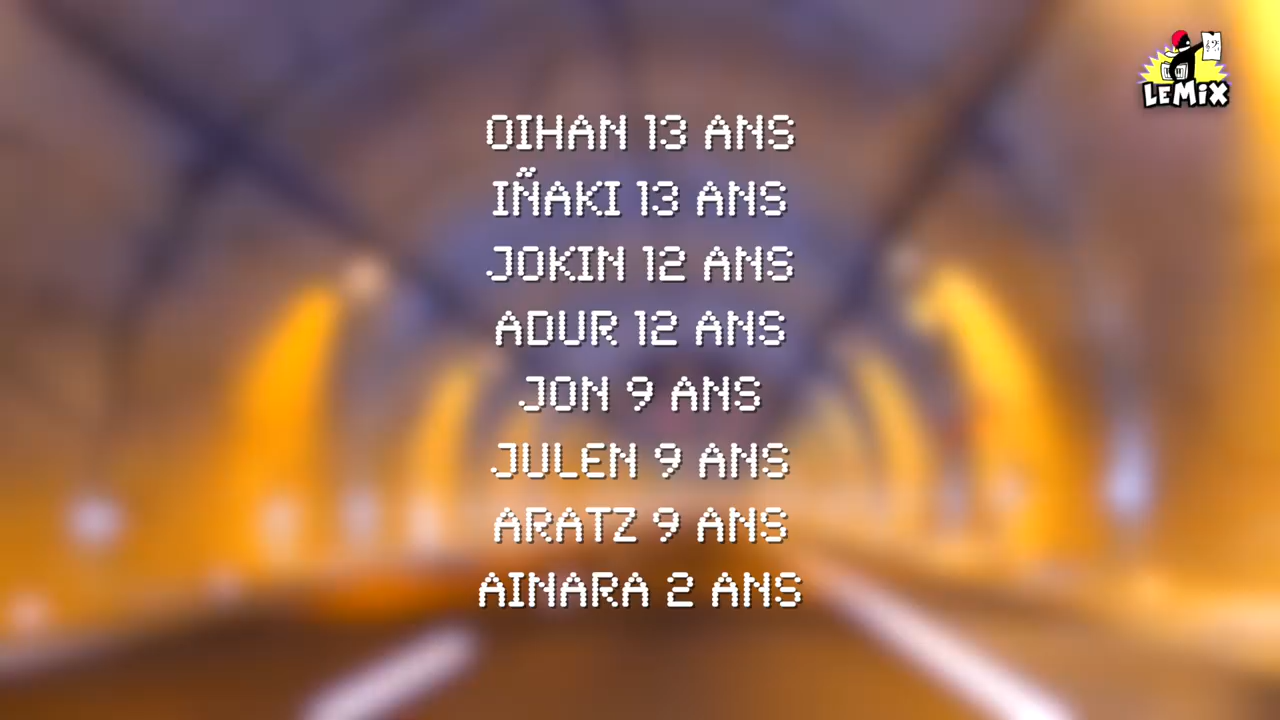 LEMIX
OIHAN 13 ANS
IÑAKI 13 ANS
JOKIN 12 ANS
ADUR 12 ANS
JON 9 ANS
JULEN 9 ANS
ARATZ 9 ANS
AINARA 2 ANS